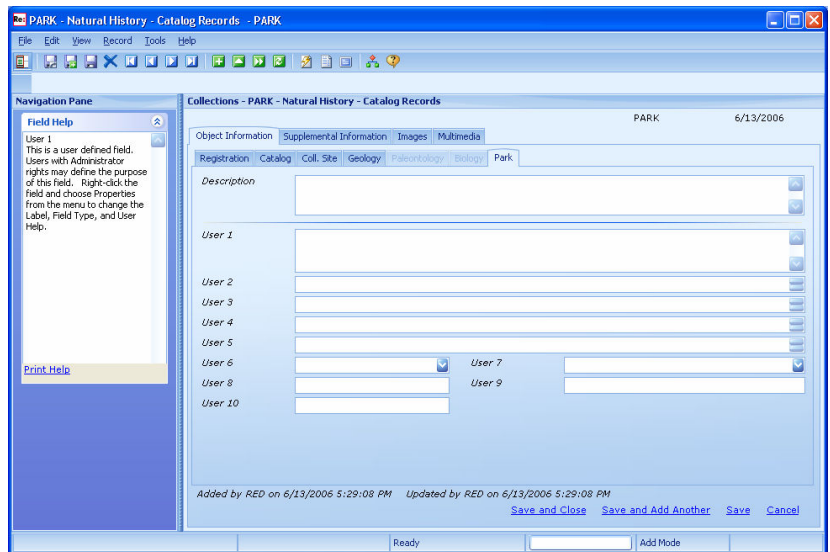 Re: PARK - Natural History - Catalog Records - PARK
File Edit View Record Tools Help
Navigation Pane
Collections - PARK - Natural History - Catalog Records
Field Help
User 1
This is a user defined field.
Users with Administrator
rights may define the purpose
of this field. Right-click the
field and choose Properties
from the menu to change the
Label, Field Type, and User
Help.
Print Help
PARK 6/13/2006
Object Information Supplemental Information Images Multimedia
Registration Catalog Coll. Site Geology Paleontology Biology Park
Description
User 1
User 2
User 3
User 4
User 5
User 6 User 7
User 8 User 9
User 10
Added by RED on 6/13/2006 5:29:08 PM Updated by RED on 6/13/2006 5:29:08 PM
Save and Close Save and Add Another Save Cancel
Ready Add Mode